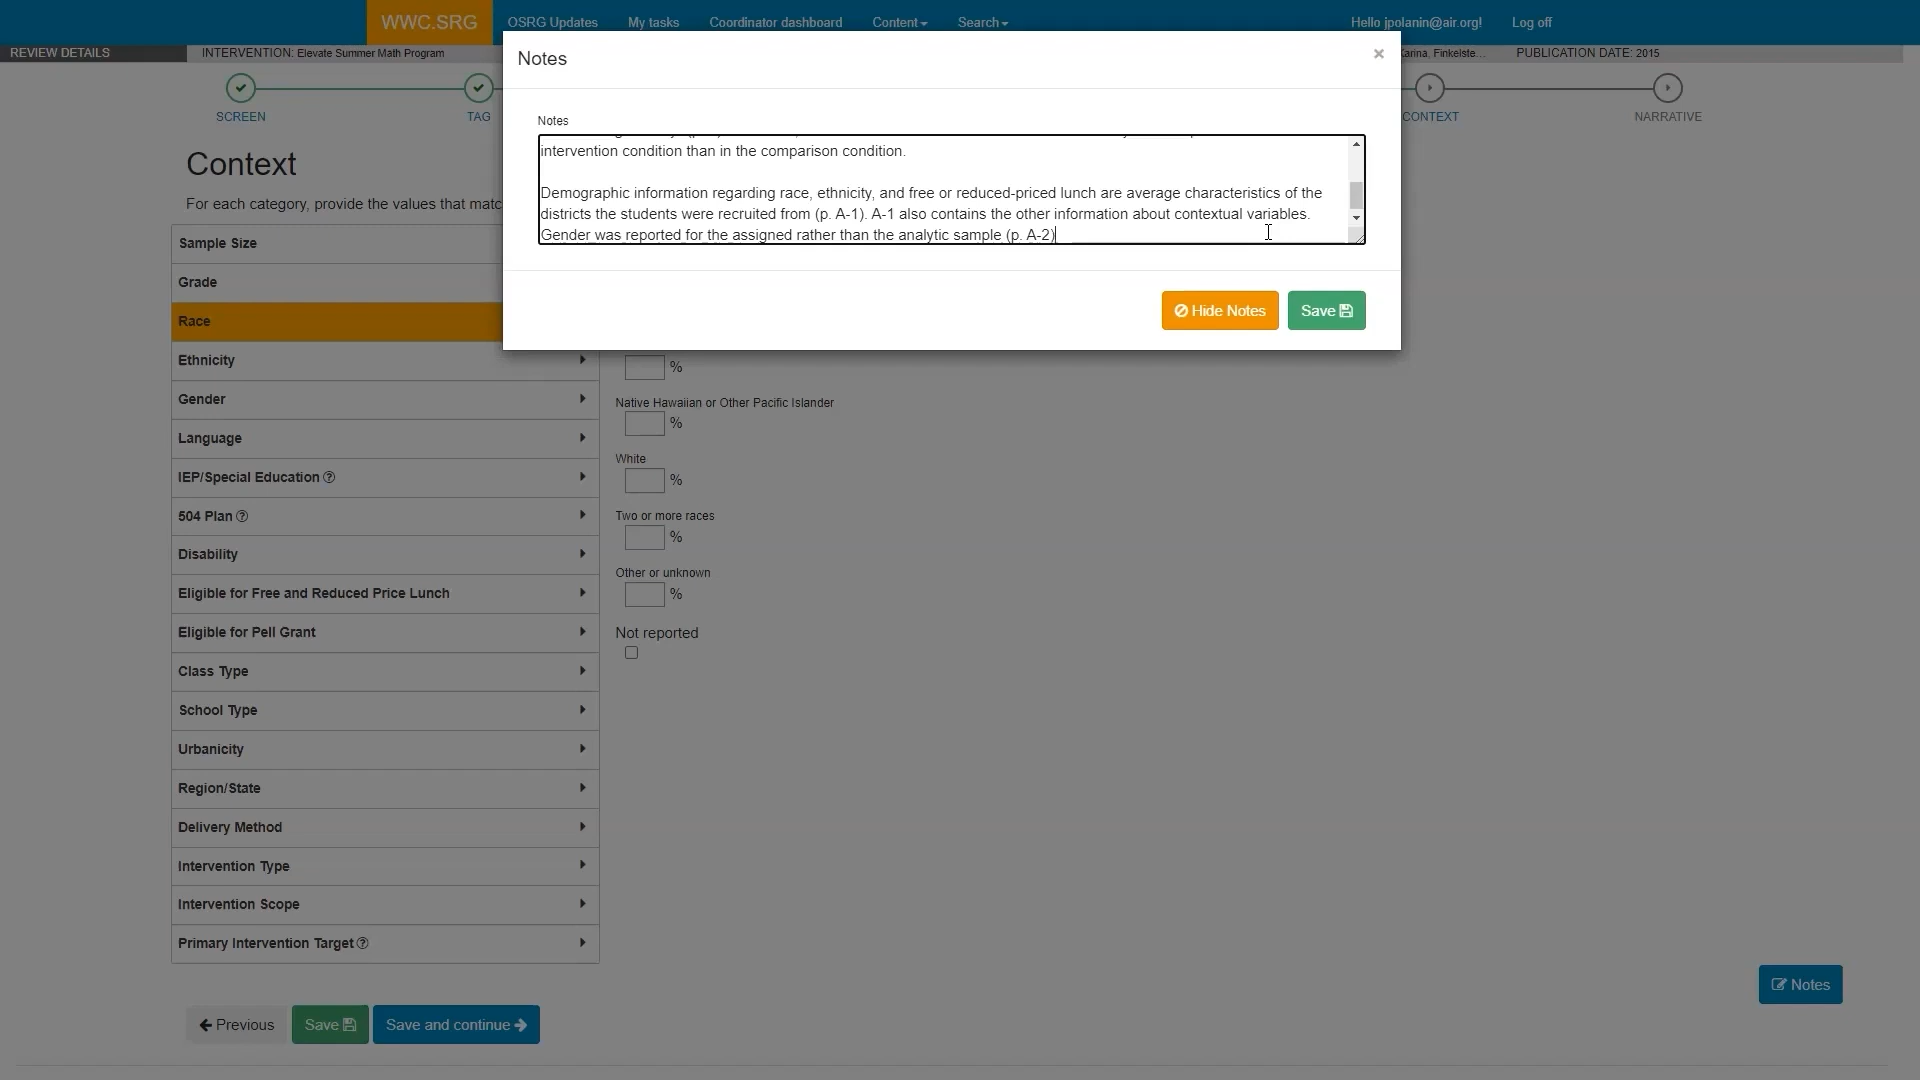 WWC.SRG
OSRG Updates
My tasks
Coordinator dashboard
Content
Search
Hello jpolanin@air.org!
Log off
REVIEW DETAILS
INTERVENTION: Elevate Summer Math Program
Karina, Finkelste...
PUBLICATION DATE: 2015
SCREEN
TAG
CONTEXT
NARRATIVE
Context
For each category, provide the values that matc
Sample Size
Grade
Race
Ethnicity
Gender
Language
IEP/Special Education
504 Plan
Disability
Eligible for Free and Reduced Price Lunch
Eligible for Pell Grant
Class Type
School Type
Urbanicity
Region/State
Delivery Method
Intervention Type
Intervention Scope
Primary Intervention Target
Previous
Save
Save and continue
Notes
×
Notes
intervention condition than in the comparison condition.
Demographic information regarding race, ethnicity, and free or reduced-priced lunch are average characteristics of the
districts the students were recruited from (p. A-1). A-1 also contains the other information about contextual variables.
Gender was reported for the assigned rather than the analytic sample (p. A-2)
Hide Notes
Save
%
Native Hawaiian or Other Pacific Islander
%
White
%
Two or more races
%
Other or unknown
%
Not reported
Notes